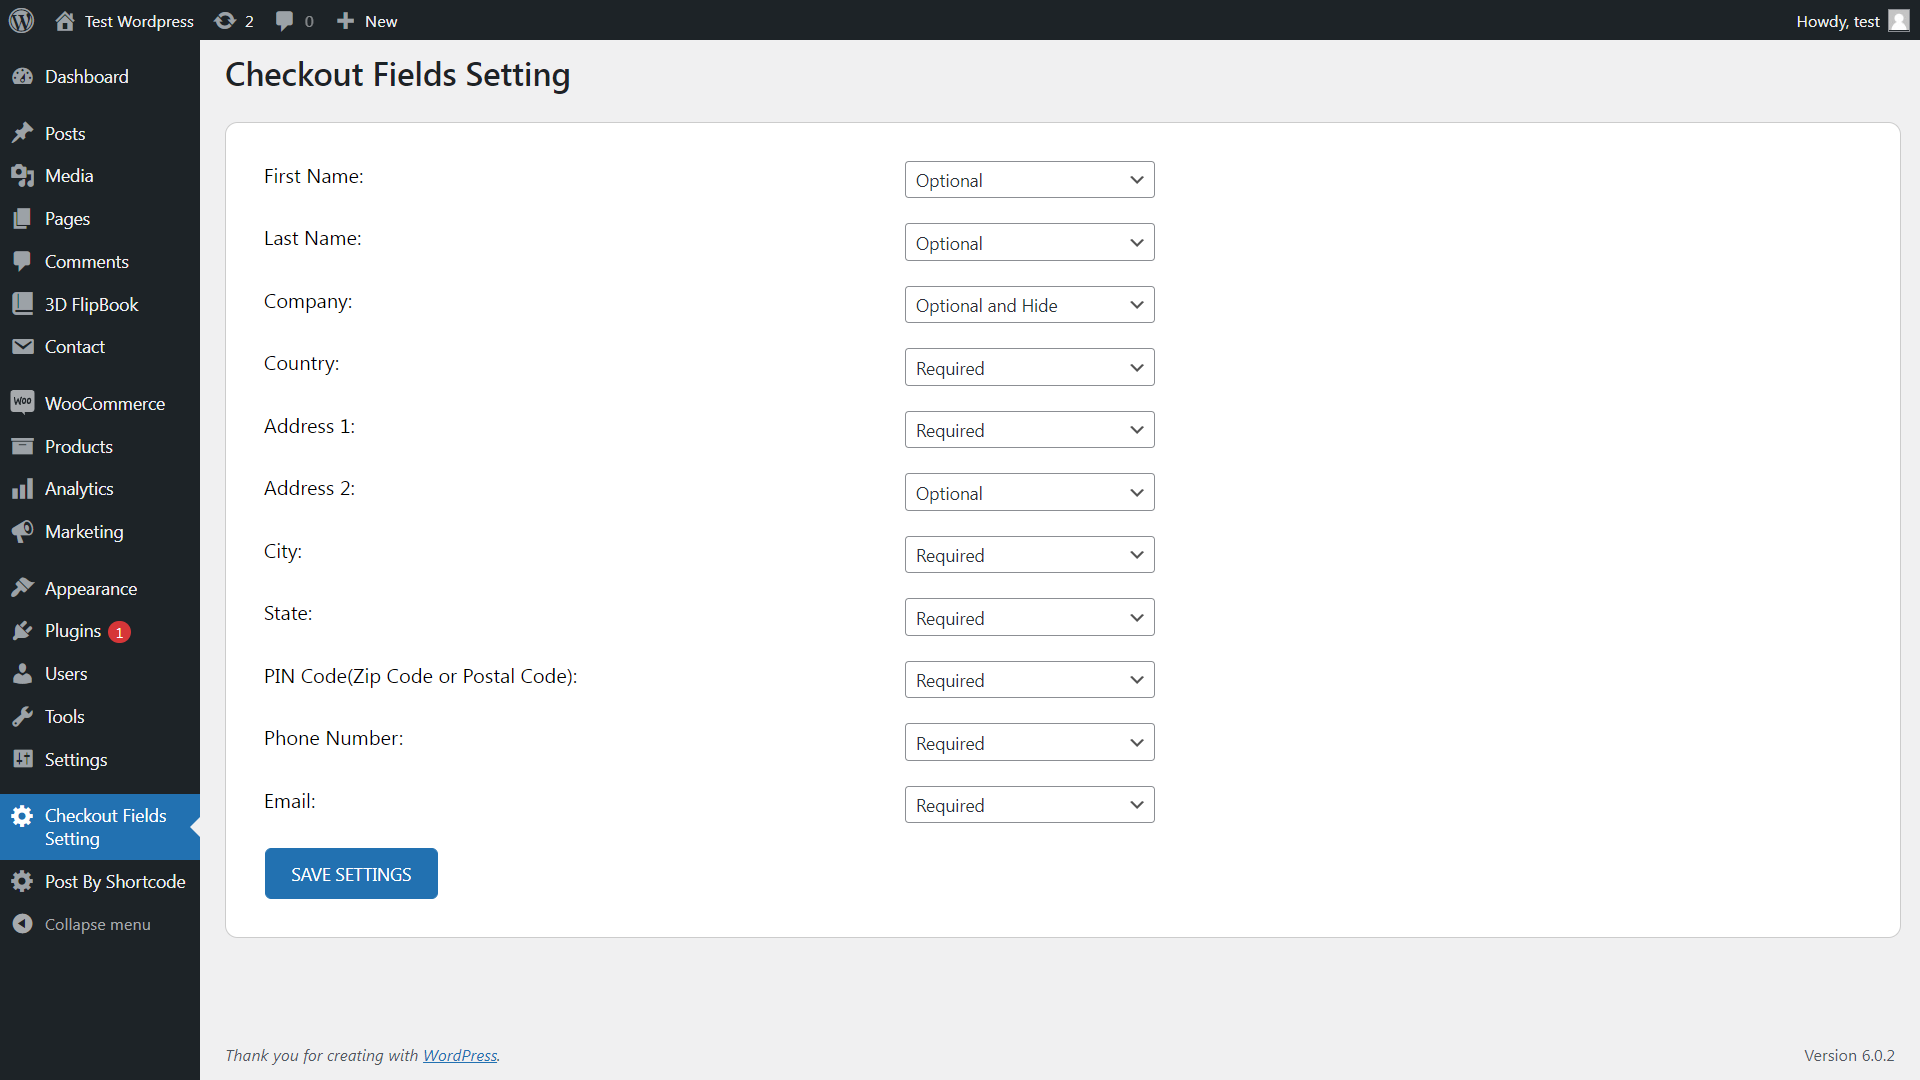 Test Wordpress 2 0 New
Howdy, test
Dashboard
Posts
Media
Pages
Comments
3D FlipBook
Contact
Woo WooCommerce
Products
Analytics
Marketing
Appearance
Plugins 1
Users
Tools
Settings
Checkout Fields
Setting
Post By Shortcode
Collapse menu
Checkout Fields Setting
First Name: Optional
Last Name: Optional
Company: Optional and Hide
Country: Required
Address 1: Required
Address 2: Optional
City: Required
State: Required
PIN Code(Zip Code or Postal Code): Required
Phone Number: Required
Email: Required
SAVE SETTINGS
Thank you for creating with WordPress.
Version 6.0.2